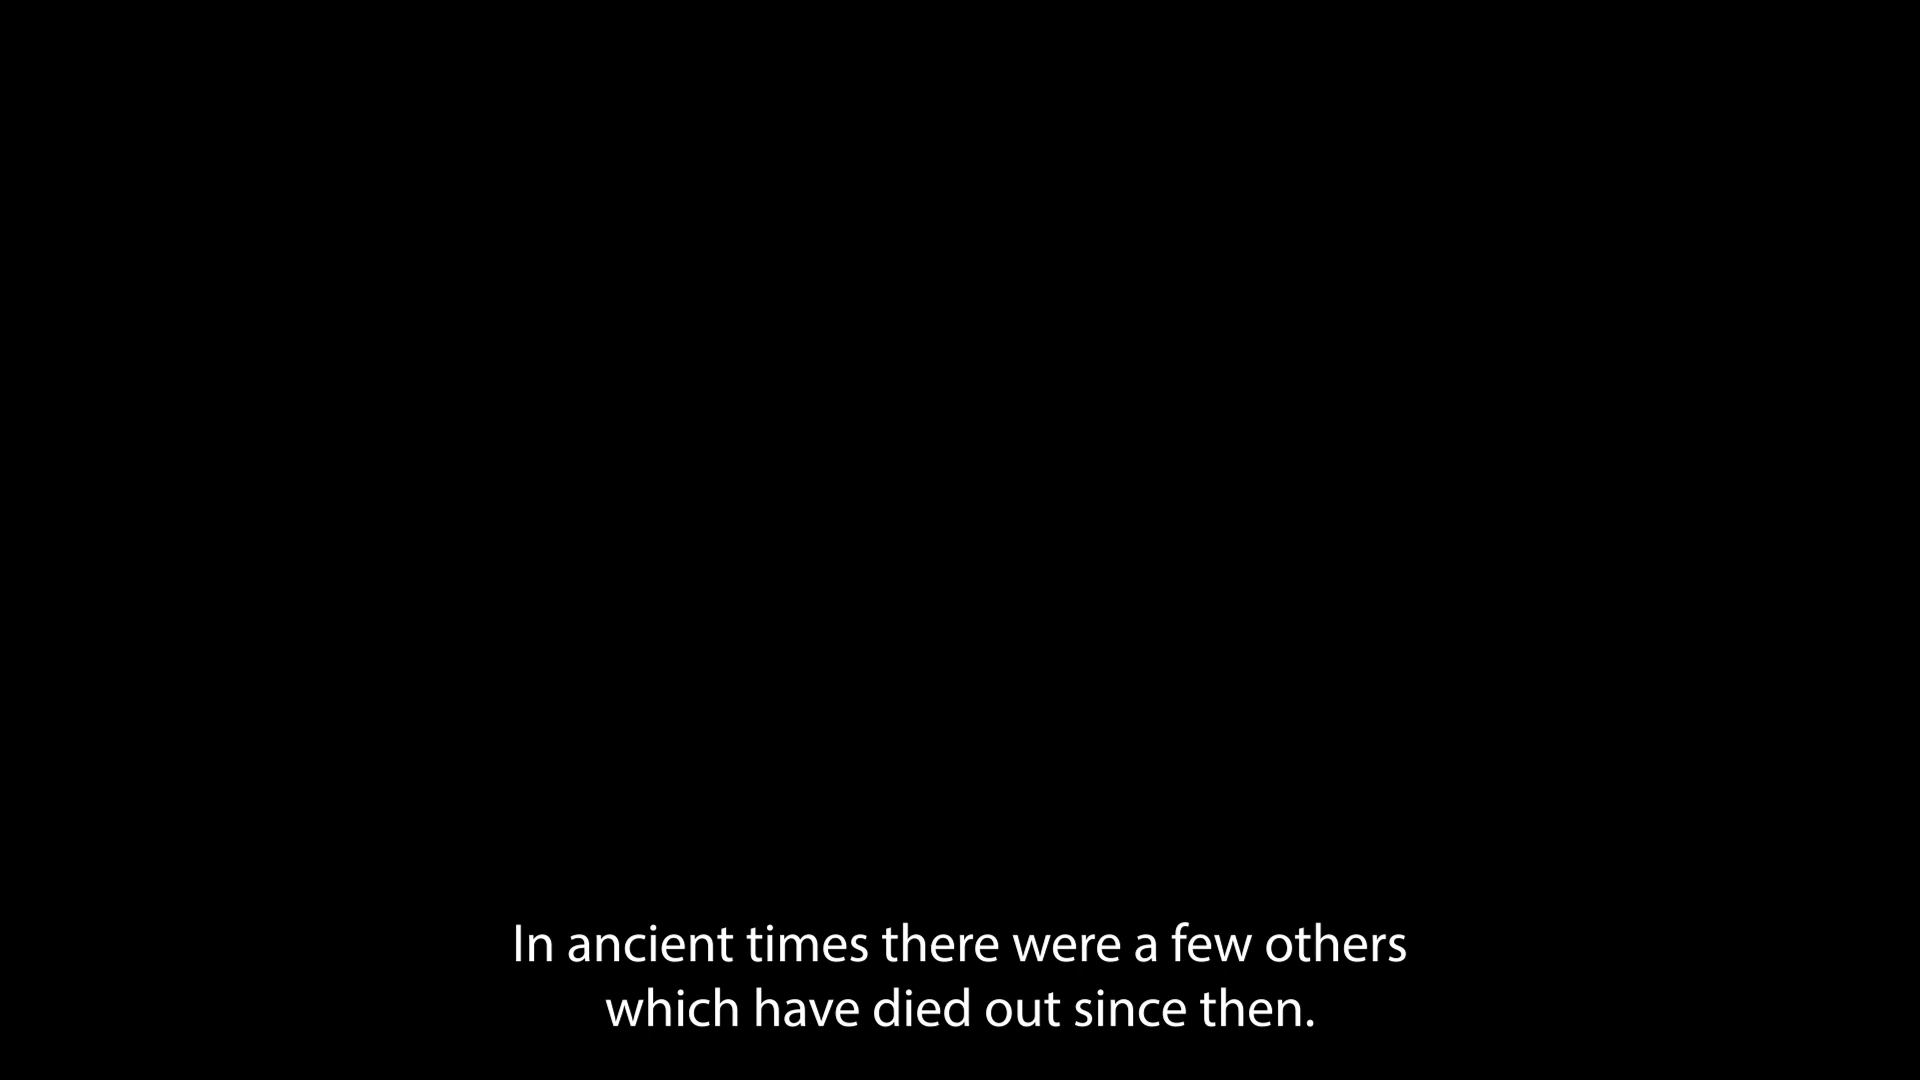 In ancient times there were a few others
which have died out since then.